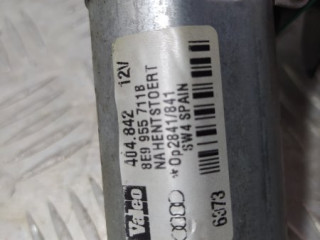 404.842 12V
8E9 955 711B
NAHENTSTOERT
*Op2841/841
SW4 SPAIN
Valeo
6373